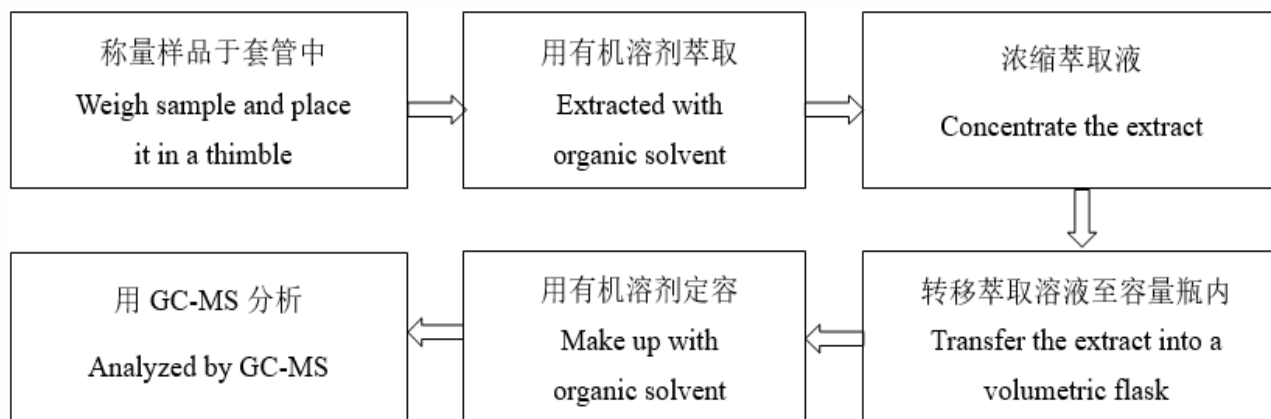 称量样品于套管中
Weigh sample and place
it in a thimble
用有机溶剂萃取
Extracted with
organic solvent
浓缩萃取液
Concentrate the extract
转移萃取溶液至容量瓶内
Transfer the extract into a
volumetric flask
用有机溶剂定容
Make up with
organic solvent
用 GC-MS 分析
Analyzed by GC-MS